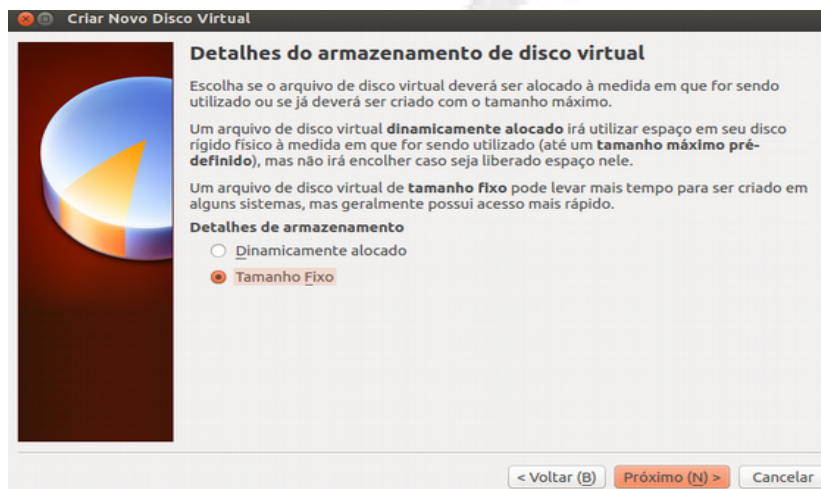 Criar Novo Disco Virtual
Detalhes do armazenamento de disco virtual
Escolha se o arquivo de disco virtual deverá ser alocado à medida em que for sendo
utilizado ou se já deverá ser criado com o tamanho máximo.
Um arquivo de disco virtual dinamicamente alocado irá utilizar espaço em seu disco
rígido físico à medida em que for sendo utilizado (até um tamanho máximo pré-
definido), mas não irá encolher caso seja liberado espaço nele.
Um arquivo de disco virtual de tamanho fixo pode levar mais tempo para ser criado em
alguns sistemas, mas geralmente possui acesso mais rápido.
Detalhes de armazenamento
Dinamicamente alocado
Tamanho Fixo
< Voltar (B) Próximo (N) > Cancelar